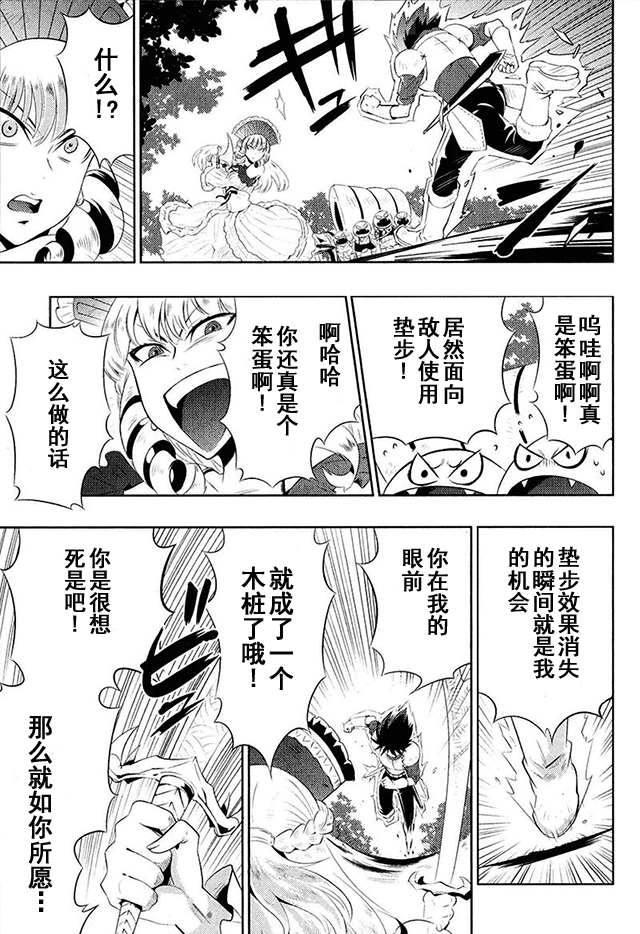 什么!?
呜哇啊啊真
是笨蛋啊！
居然面向
敌人使用
垫步！
啊哈哈
你还真是个
笨蛋啊！
这么做的话
垫步效果消失
的瞬间就是我
的机会
你在我的
眼前
就成了一个
木桩了哦！
你是很想
死是吧！
那么就如你所愿…